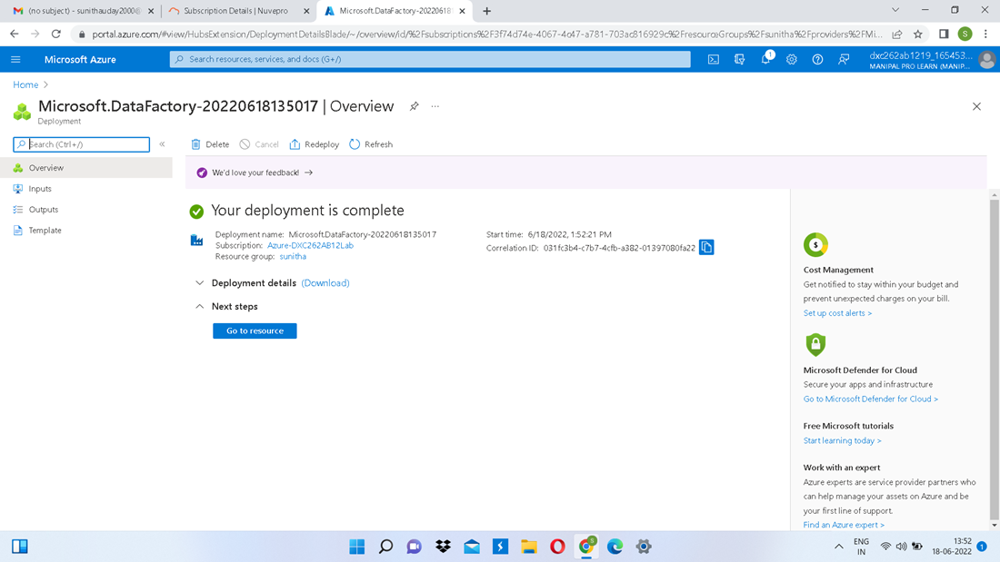 (no subject) - sunithauday2000@
Subscription Details | Nuvepro
Microsoft.DataFactory-2022061813
portal.azure.com/#view/HubsExtension/DeploymentDetailsBlade/~/overview/id/%2Fsubscriptions%2F3f74d74e-4067-4a47-a781-703ac816929c%2FresourceGroups%2Fsunitha%2Fproviders%2FMi...
S
Microsoft Azure
Search resources, services, and docs (G+/)
1
dxc262ab1219_165453...
MANIPAL PRO LEARN (MANIP...
Home >
Microsoft.DataFactory-20220618135017 | Overview
Deployment
Search (Ctrl+/)
Delete
Cancel
Redeploy
Refresh
Overview
Inputs
Outputs
Template
We'd love your feedback! →
Your deployment is complete
Deployment name: Microsoft.DataFactory-20220618135017
Subscription: Azure-DXC262AB12Lab
Resource group: sunitha
Start time: 6/18/2022, 1:52:21 PM
Correlation ID: 031fc3b4-c7b7-4cfb-a382-01397080fa22
Deployment details (Download)
Next steps
Go to resource
Cost Management
Get notified to stay within your budget and
prevent unexpected charges on your bill.
Set up cost alerts >
Microsoft Defender for Cloud
Secure your apps and infrastructure
Go to Microsoft Defender for Cloud >
Free Microsoft tutorials
Start learning today >
Work with an expert
Azure experts are service provider partners who
can help manage your assets on Azure and be
your first line of support.
Find an Azure expert >
ENG
IN
13:52
18-06-2022
1